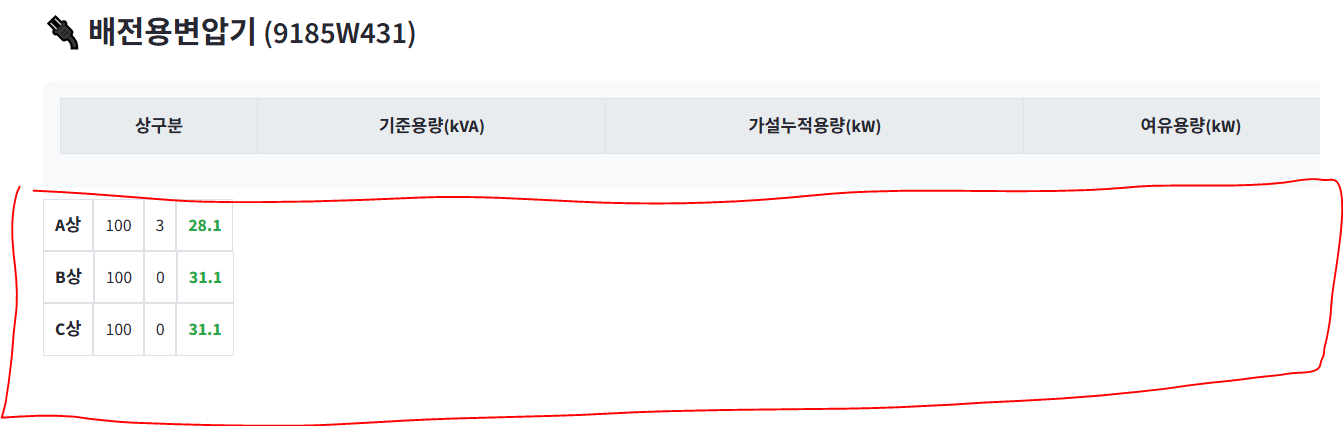 배전용변압기 (9185W431)
상구분 기준용량(kVA) 가설누적용량(kW) 여유용량(kW)
A상 100 3 28.1
B상 100 0 31.1
C상 100 0 31.1